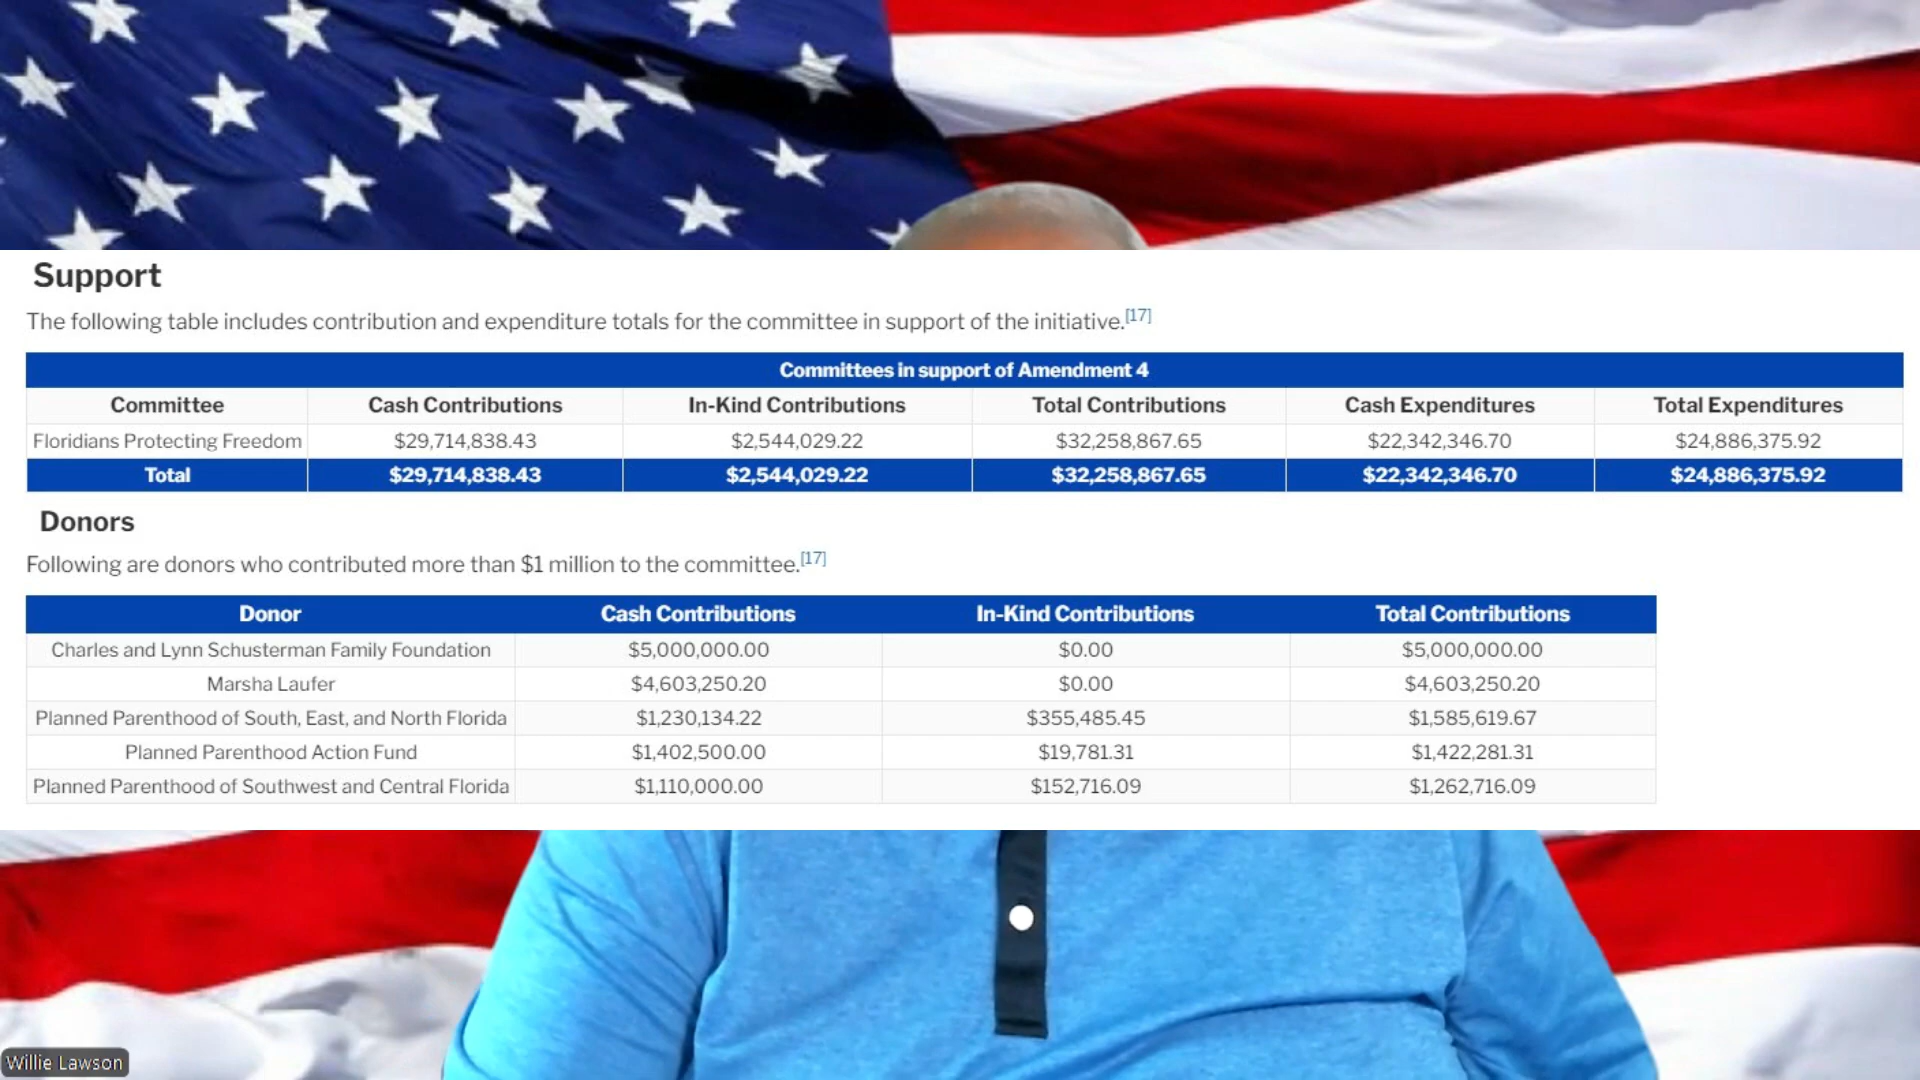 Support
The following table includes contribution and expenditure totals for the committee in support of the initiative.[17]
Committees in support of Amendment 4
Committee Cash Contributions In-Kind Contributions Total Contributions Cash Expenditures Total Expenditures
Floridians Protecting Freedom $29,714,838.43 $2,544,029.22 $32,258,867.65 $22,342,346.70 $24,886,375.92
Total $29,714,838.43 $2,544,029.22 $32,258,867.65 $22,342,346.70 $24,886,375.92
Donors
Following are donors who contributed more than $1 million to the committee.[17]
Donor Cash Contributions In-Kind Contributions Total Contributions
Charles and Lynn Schusterman Family Foundation $5,000,000.00 $0.00 $5,000,000.00
Marsha Laufer $4,603,250.20 $0.00 $4,603,250.20
Planned Parenthood of South, East, and North Florida $1,230,134.22 $355,485.45 $1,585,619.67
Planned Parenthood Action Fund $1,402,500.00 $19,781.31 $1,422,281.31
Planned Parenthood of Southwest and Central Florida $1,110,000.00 $152,716.09 $1,262,716.09
Willie Lawson